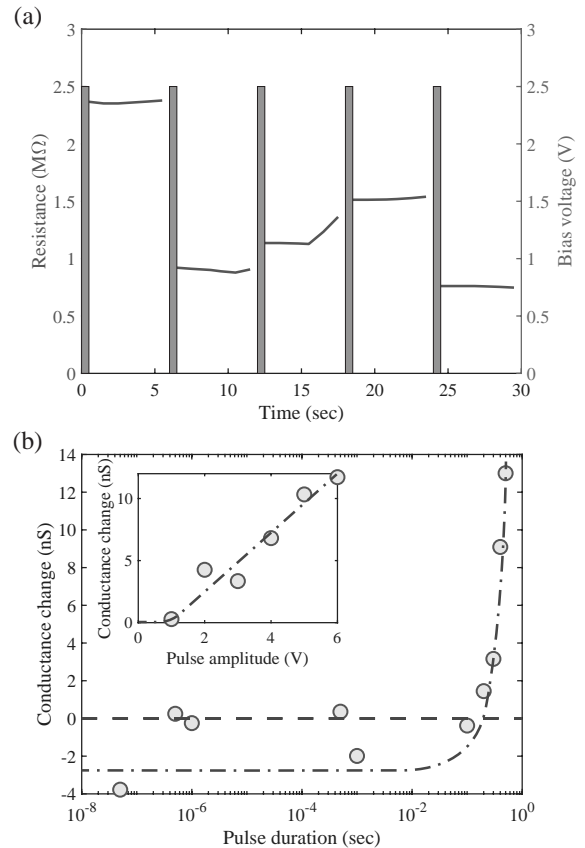 (a)
3
2.5
2
1.5
1
0.5
0
Resistance (MΩ)
3
2.5
2
1.5
1
0.5
0
Bias voltage (V)
0 5 10 15 20 25 30
Time (sec)
(b)
14
12
10
8
6
4
2
0
-2
-4
Conductance change (nS)
10
5
0
Conductance change (nS)
0 2 4 6
Pulse amplitude (V)
10-8 10-6 10-4 10-2 100
Pulse duration (sec)